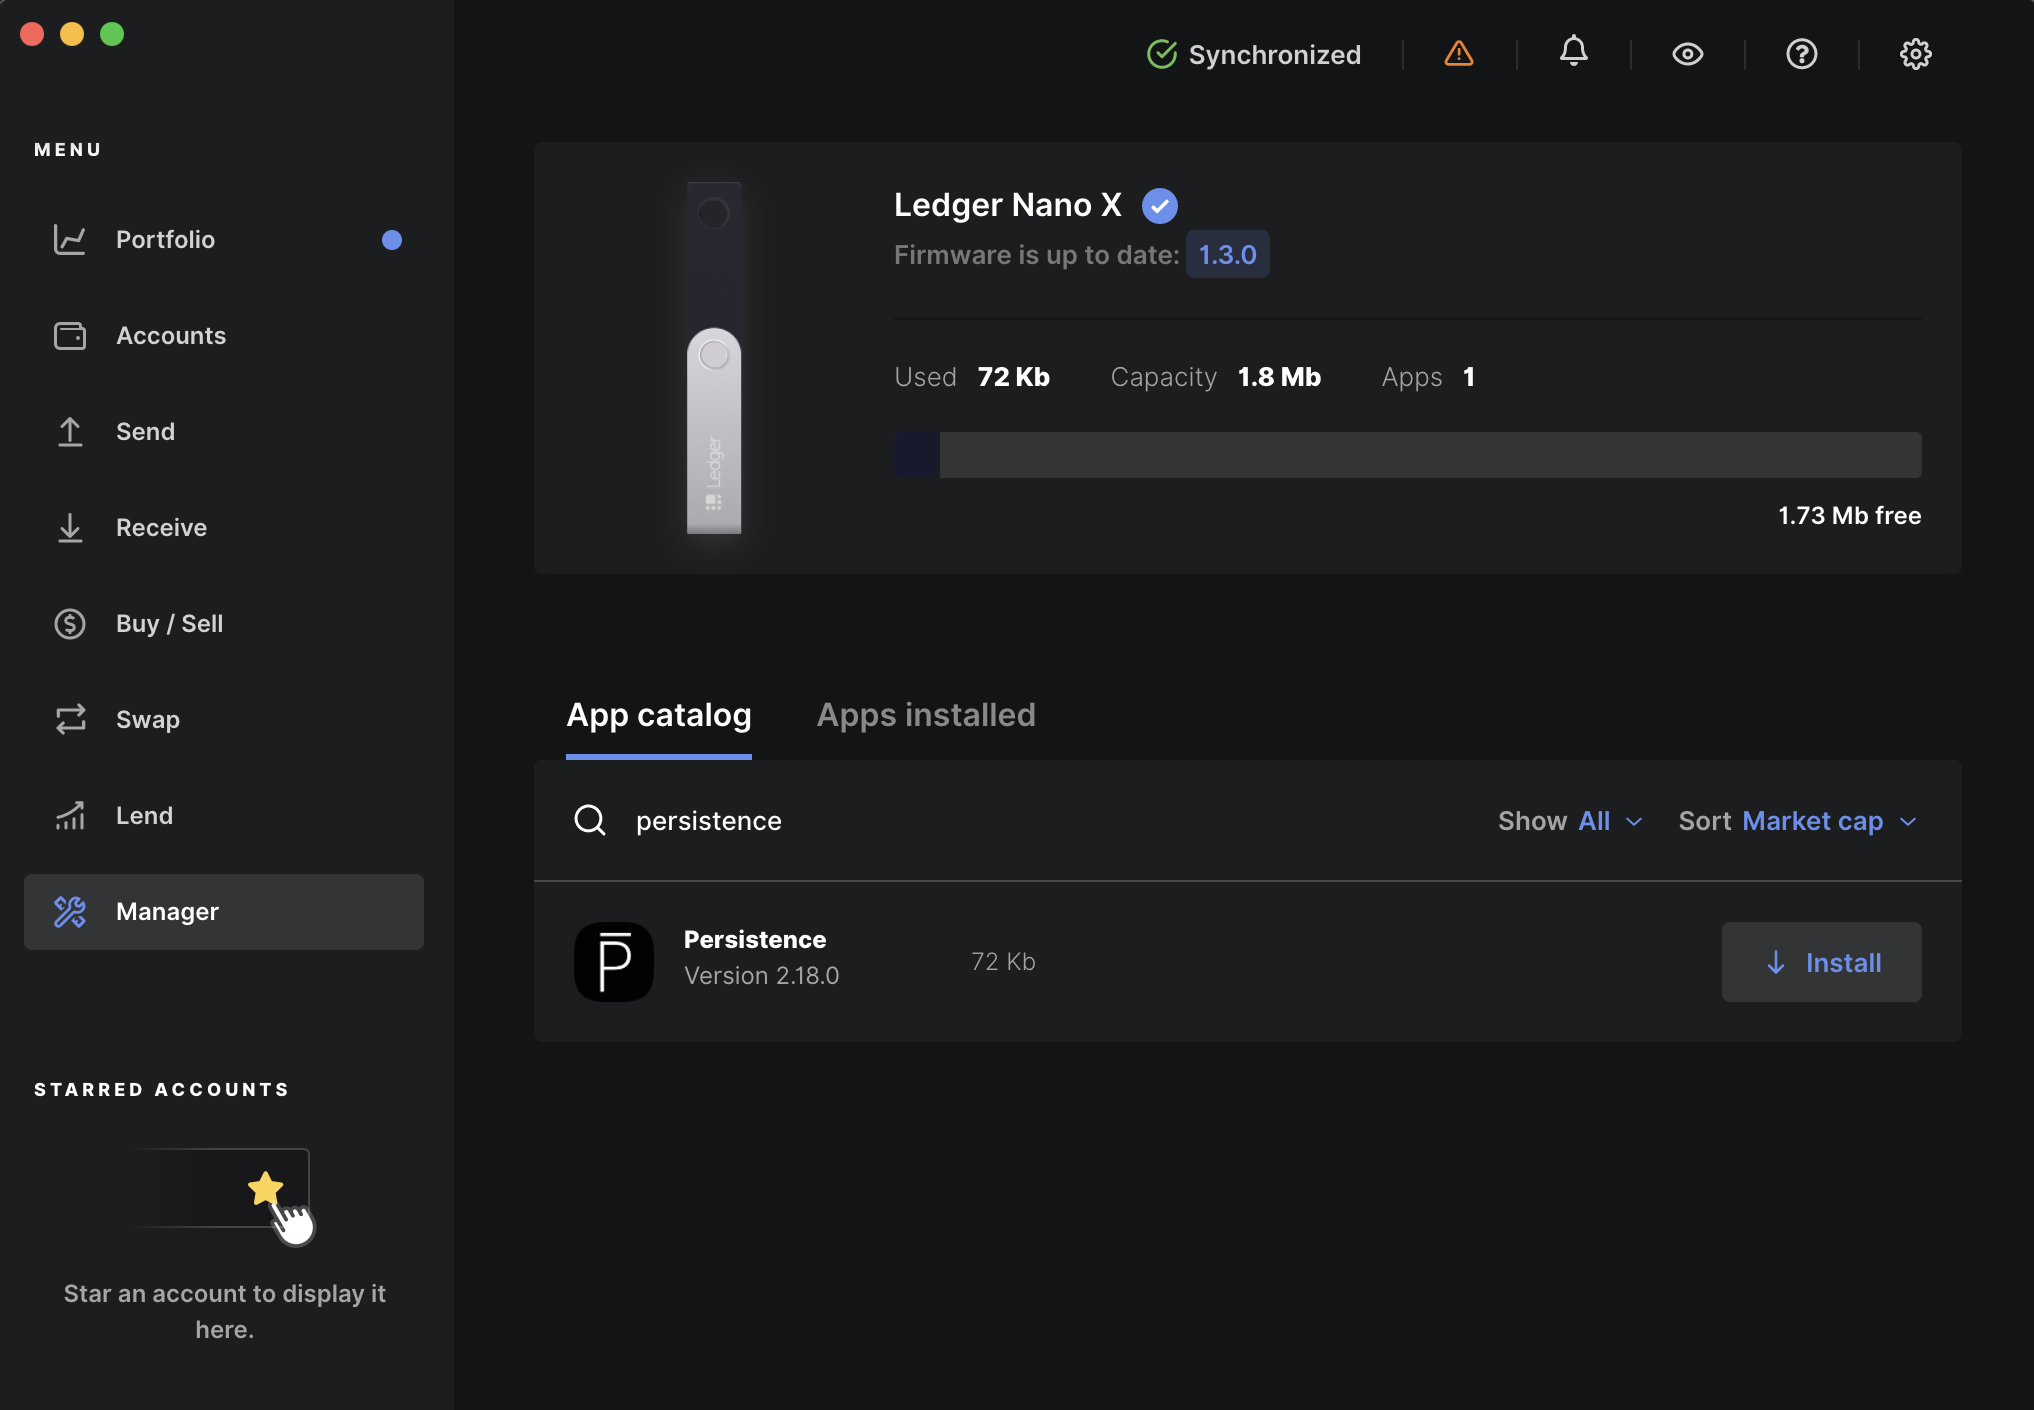 MENU
Portfolio
Accounts
Send
Receive
Buy / Sell
Swap
Lend
Manager
STARRED ACCOUNTS
Star an account to display it
here.
Synchronized
Ledger Nano X
Firmware is up to date: 1.3.0
Used 72 Kb Capacity 1.8 Mb Apps 1
1.73 Mb free
Ledger
App catalog Apps installed
persistence Show All Sort Market cap
Persistence
Version 2.18.0
72 Kb
Install